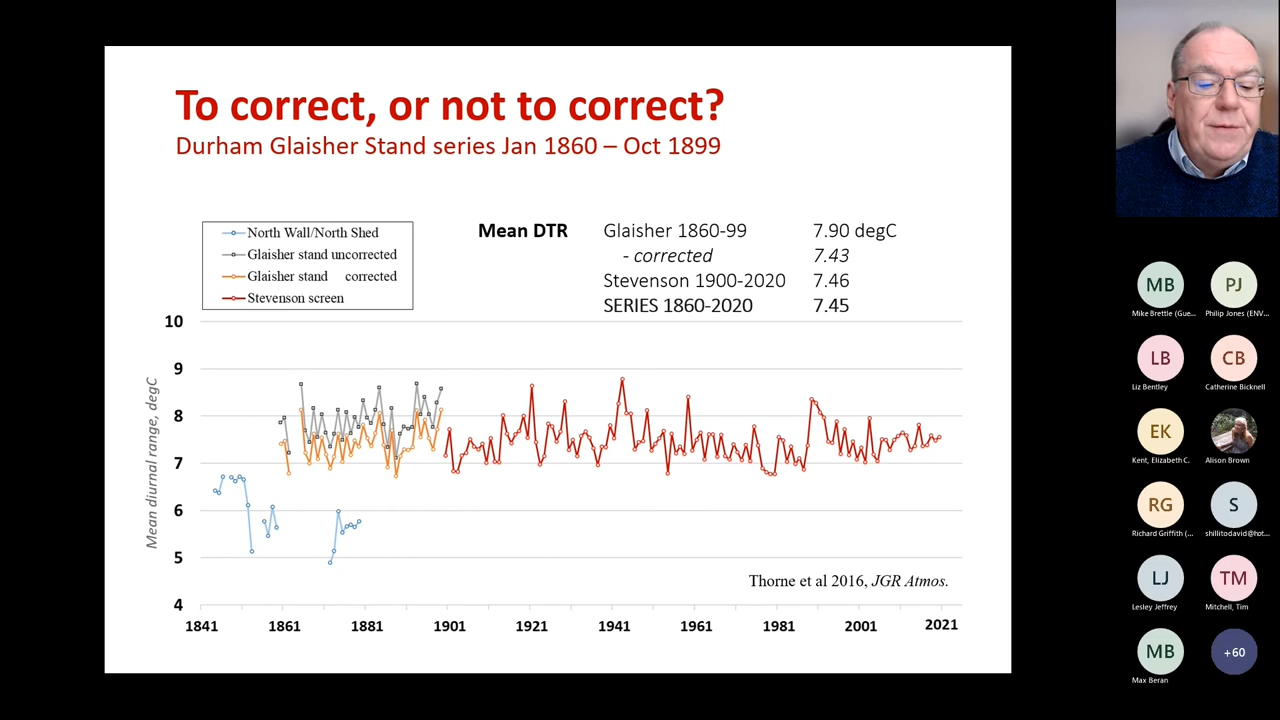 To correct, or not to correct?
Durham Glaisher Stand series Jan 1860 – Oct 1899
North Wall/North Shed
Glaisher stand uncorrected
Glaisher stand corrected
Stevenson screen
Mean DTR Glaisher 1860-99 7.90 degC
- corrected 7.43
Stevenson 1900-2020 7.46
SERIES 1860-2020 7.45
Mean diurnal range, degC
10
9
8
7
6
5
4
1841 1861 1881 1901 1921 1941 1961 1981 2001 2021
Thorne et al 2016, JGR Atmos.
MB PJ
Mike Brettle (Gue... Philip Jones (ENV...
LB CB
Liz Bentley Catherine Bicknell
EK
Kent, Elizabeth C. Alison Brown
RG S
Richard Griffith (... shillitodavid@hot...
LJ TM
Lesley Jeffrey Mitchell, Tim
MB +60
Max Beran